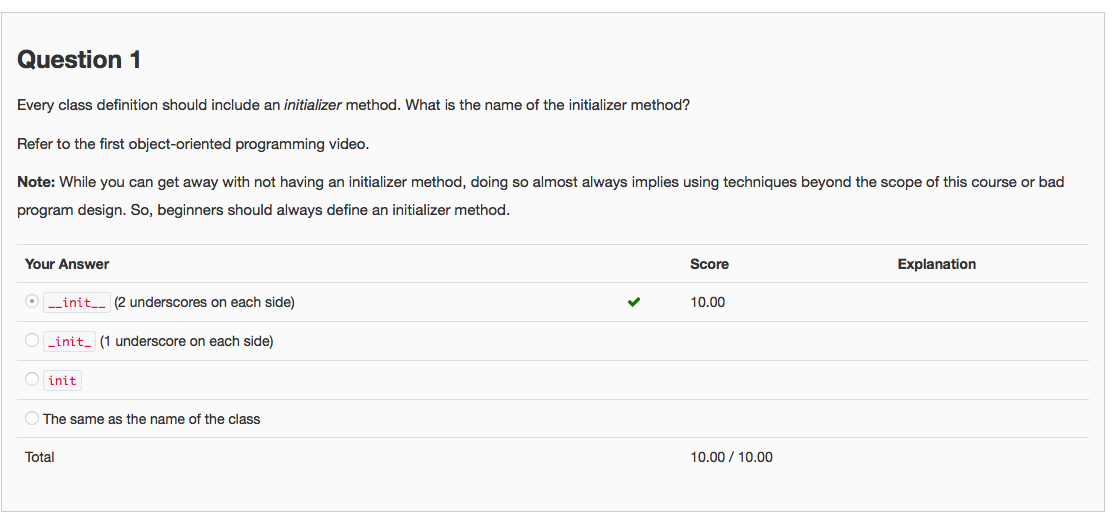 Question 1
Every class definition should include an initializer method. What is the name of the initializer method?
Refer to the first object-oriented programming video.
Note: While you can get away with not having an initializer method, doing so almost always implies using techniques beyond the scope of this course or bad
program design. So, beginners should always define an initializer method.
Your Answer Score Explanation
__init__ (2 underscores on each side) 10.00
_init_ (1 underscore on each side)
init
The same as the name of the class
Total 10.00 / 10.00